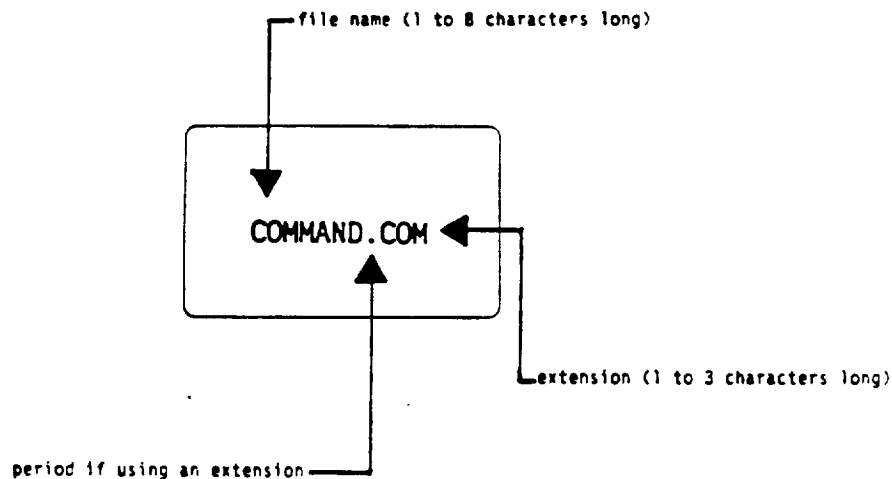 file name (1 to 8 characters long)
COMMAND.COM
extension (1 to 3 characters long)
period if using an extension